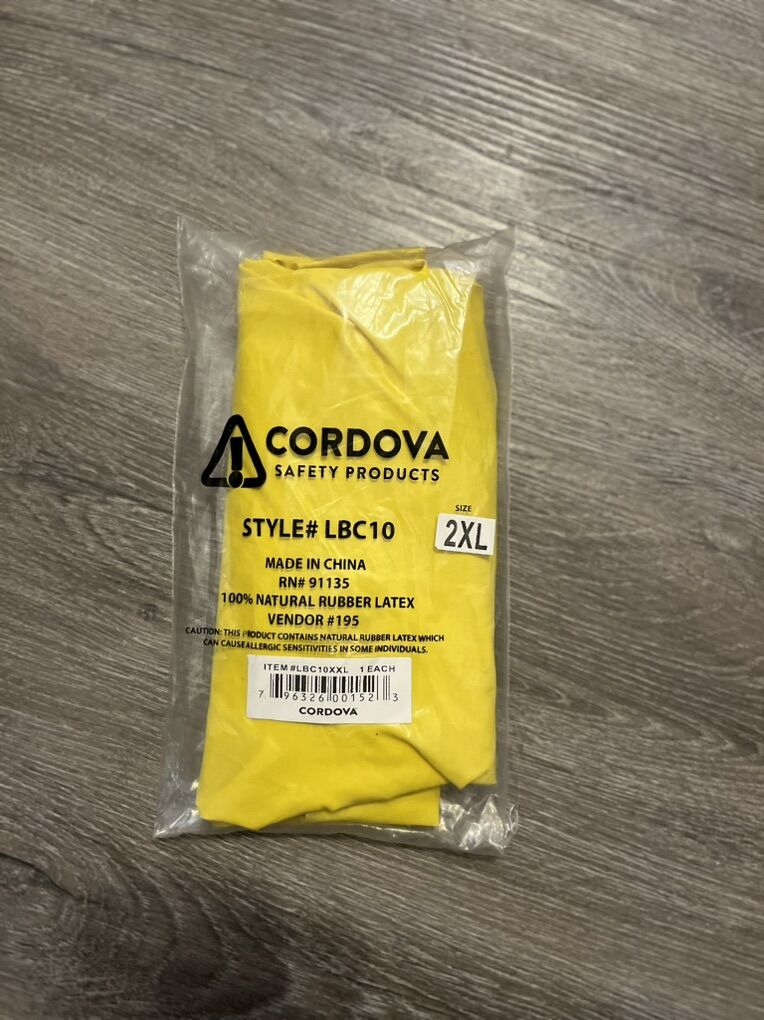 CORDOVA
SAFETY PRODUCTS
STYLE# LBC10
SIZE
2XL
MADE IN CHINA
RN# 91135
100% NATURAL RUBBER LATEX
VENDOR #195
CAUTION: THIS PRODUCT CONTAINS NATURAL RUBBER LATEX WHICH
CAN CAUSE ALLERGIC SENSITIVITIES IN SOME INDIVIDUALS.
ITEM #LBC10XXL 1 EACH
7 96326 00152 3
CORDOVA